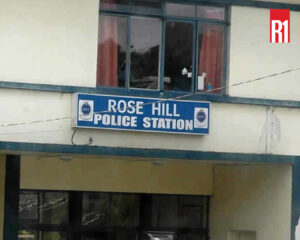 R1
ROSE HILL
POLICE STATION